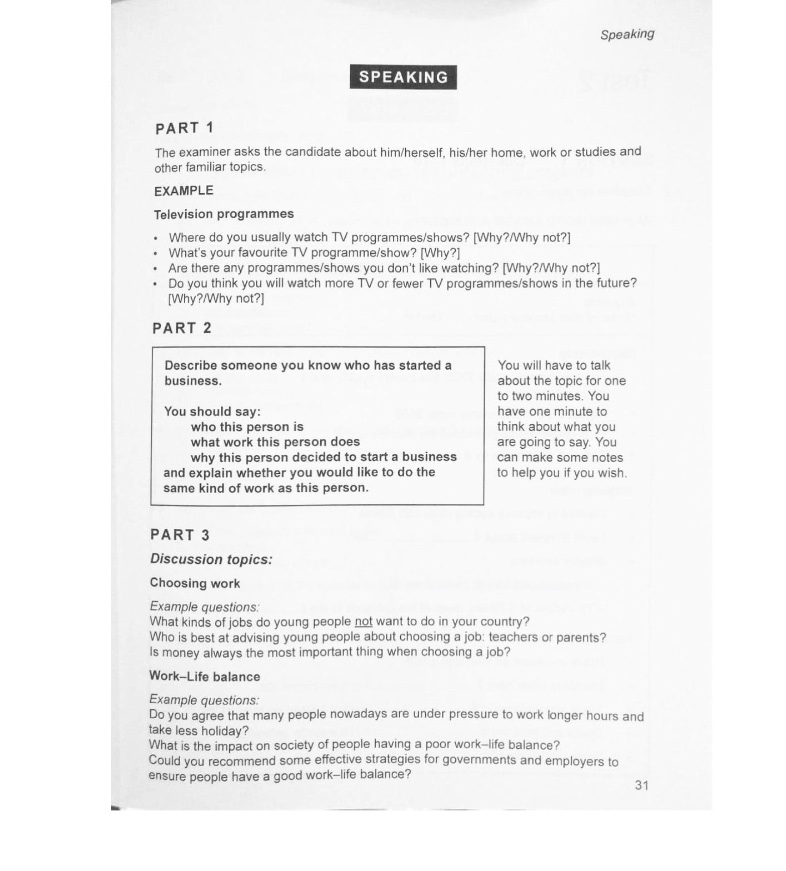 Speaking
SPEAKING
PART 1
The examiner asks the candidate about him/herself, his/her home, work or studies and
other familiar topics.
EXAMPLE
Television programmes
• Where do you usually watch TV programmes/shows? [Why?/Why not?]
• What's your favourite TV programme/show? [Why?]
• Are there any programmes/shows you don't like watching? [Why?/Why not?]
• Do you think you will watch more TV or fewer TV programmes/shows in the future?
[Why?/Why not?]
PART 2
Describe someone you know who has started a
business.
You should say:
who this person is
what work this person does
why this person decided to start a business
and explain whether you would like to do the
same kind of work as this person.
You will have to talk
about the topic for one
to two minutes. You
have one minute to
think about what you
are going to say. You
can make some notes
to help you if you wish.
PART 3
Discussion topics:
Choosing work
Example questions:
What kinds of jobs do young people not want to do in your country?
Who is best at advising young people about choosing a job: teachers or parents?
Is money always the most important thing when choosing a job?
Work–Life balance
Example questions:
Do you agree that many people nowadays are under pressure to work longer hours and
take less holiday?
What is the impact on society of people having a poor work–life balance?
Could you recommend some effective strategies for governments and employers to
ensure people have a good work–life balance?
31